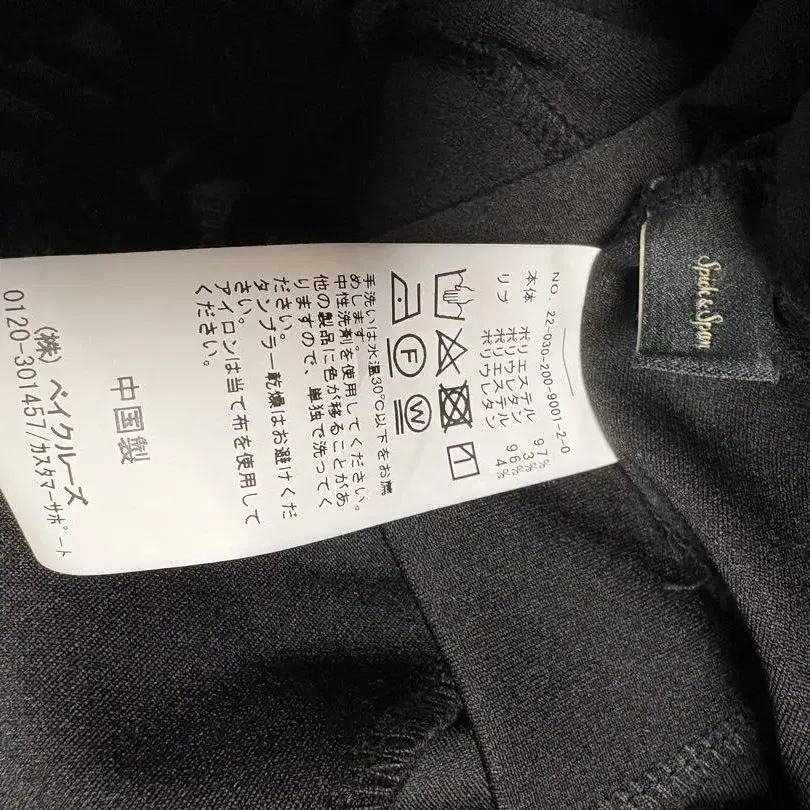 Spick & Span
NO. 22-030-200-9001-2-0
本体 ポリエステル 97%
ポリウレタン 3%
リブ ポリエステル 96%
ポリウレタン 4%
F
W
手洗いは水温30℃以下をお薦
めします。
中性洗剤を使用してください。
他の製品に色が移ることがあ
りますので、単独で洗ってく
ださい。
タンブラー乾燥はお避けくだ
さい。
アイロンは当て布を使用して
ください。
中国製
(株) ベイクルーズ
0120-301457/カスタマーサポート